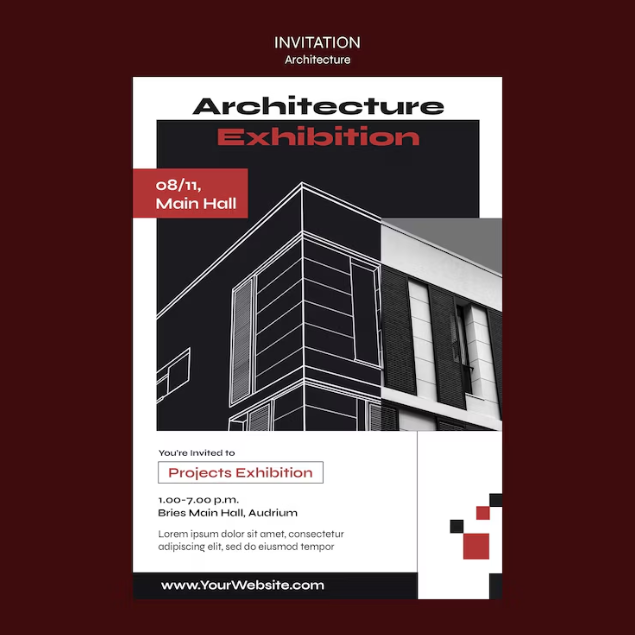 INVITATION
Architecture
Architecture
Exhibition
08/11,
Main Hall
You're Invited to
Projects Exhibition
1.00-7.00 p.m.
Bries Main Hall, Audrium
Lorem ipsum dolor sit amet, consectetur
adipiscing elit, sed do eiusmod tempor
www.YourWebsite.com